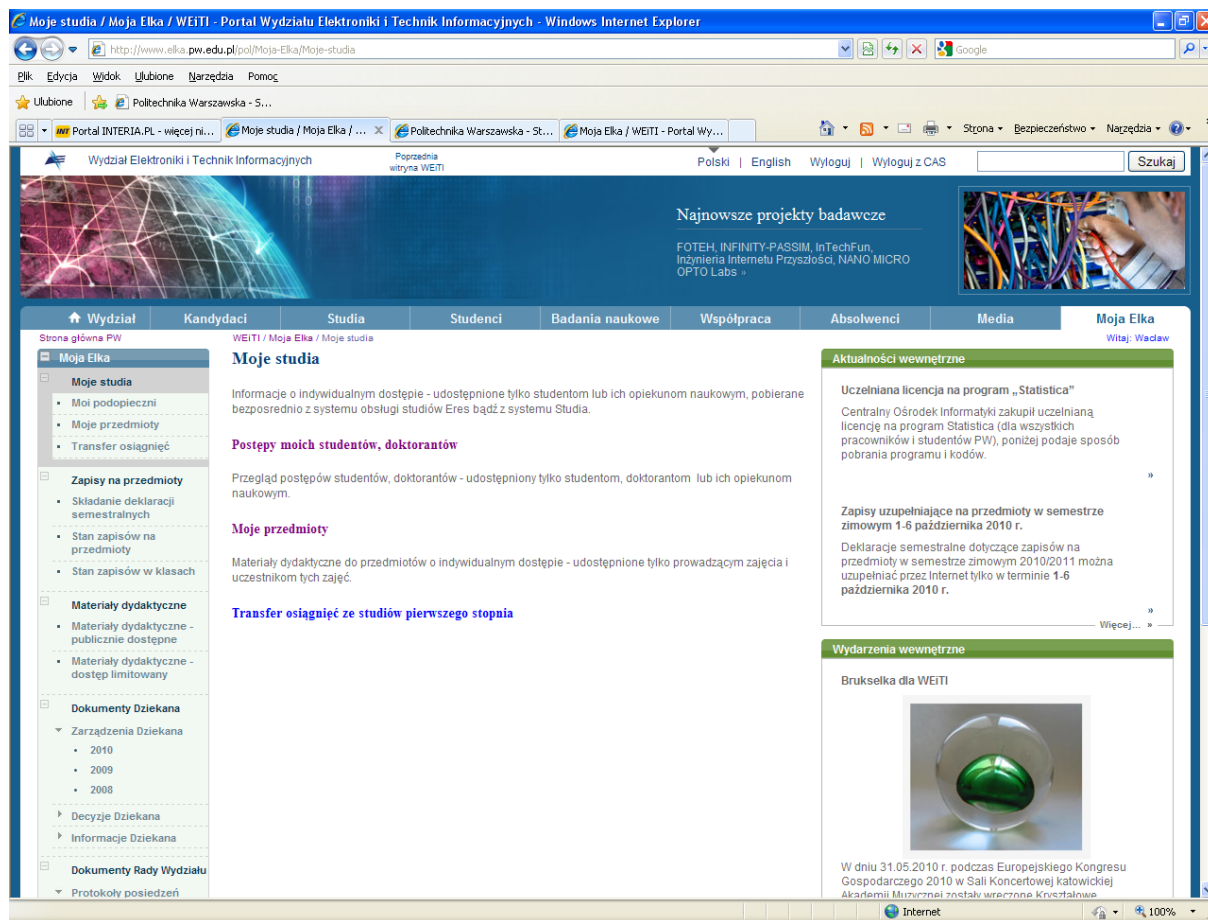 Moje studia / Moja Elka / WEiTI - Portal Wydziału Elektroniki i Technik Informacyjnych - Windows Internet Explorer
http://www.elka.pw.edu.pl/pol/Moja-Elka/Moje-studia
Google
Plik Edycja Widok Ulubione Narzędzia Pomoc
Ulubione Politechnika Warszawska - S...
Portal INTERIA.PL - więcej ni... Moje studia / Moja Elka / ... Politechnika Warszawska - St... Moja Elka / WEiTI - Portal Wy... Strona Bezpieczeństwo Narzędzia
Wydział Elektroniki i Technik Informacyjnych
Poprzednia
witryna WEiTI
Polski | English Wyloguj | Wyloguj z CAS Szukaj
Najnowsze projekty badawcze
FOTEH, INFINITY-PASSIM, InTechFun,
Inżynieria Internetu Przyszłości, NANO MICRO
OPTO Labs »
Wydział Kandydaci Studia Studenci Badania naukowe Współpraca Absolwenci Media Moja Elka
Strona główna PW
WEiTI / Moja Elka / Moje studia
Witaj: Wacław
Moja Elka
Moje studia
Moi podopieczni
Moje przedmioty
Transfer osiągnięć
Zapisy na przedmioty
Składanie deklaracji
semestralnych
Stan zapisów na
przedmioty
Stan zapisów w klasach
Materiały dydaktyczne
Materiały dydaktyczne -
publicznie dostępne
Materiały dydaktyczne -
dostęp limitowany
Dokumenty Dziekana
Zarządzenia Dziekana
2010
2009
2008
Decyzje Dziekana
Informacje Dziekana
Dokumenty Rady Wydziału
Protokoły posiedzeń
Moje studia
Informacje o indywidualnym dostępie - udostępnione tylko studentom lub ich opiekunom naukowym, pobierane
bezposrednio z systemu obsługi studiów Eres bądź z systemu Studia.
Postępy moich studentów, doktorantów
Przegląd postępów studentów, doktorantów - udostępniony tylko studentom, doktorantom lub ich opiekunom
naukowym.
Moje przedmioty
Materiały dydaktyczne do przedmiotów o indywidualnym dostępie - udostępnione tylko prowadzącym zajęcia i
uczestnikom tych zajęć.
Transfer osiągnięć ze studiów pierwszego stopnia
Aktualności wewnętrzne
Uczelniana licencja na program „Statistica”
Centralny Ośrodek Informatyki zakupił uczelnianą
licencję na program Statistica (dla wszystkich
pracowników i studentów PW), poniżej podaje sposób
pobrania programu i kodów.
»
Zapisy uzupełniające na przedmioty w semestrze
zimowym 1-6 października 2010 r.
Deklaracje semestralne dotyczące zapisów na
przedmioty w semestrze zimowym 2010/2011 można
uzupełniać przez Internet tylko w terminie 1-6
października 2010 r.
»
Więcej... »
Wydarzenia wewnętrzne
Brukselka dla WEiTI
W dniu 31.05.2010 r. podczas Europejskiego Kongresu
Gospodarczego 2010 w Sali Koncertowej katowickiej
Akademii Muzycznej zostały wręczone Kryształowe
Internet 100%